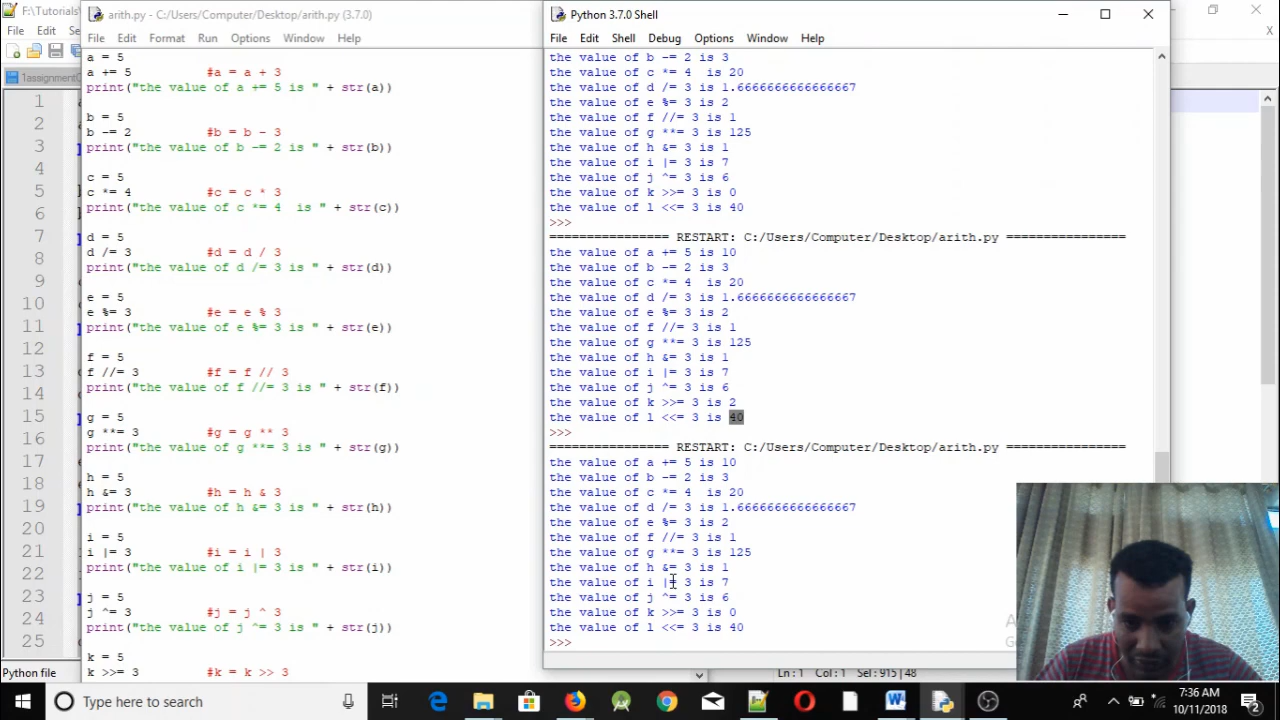 F:\Tutorials\
File Edit Se
1assignmentO
1
2
3
4
5
6
7
8
9
10
11
12
13
14
15
16
17
18
19
20
21
22
23
24
25
Python file
arith.py - C:/Users/Computer/Desktop/arith.py (3.7.0)
File Edit Format Run Options Window Help
a = 5
a += 5 #a = a + 3
print("the value of a += 5 is " + str(a))
b = 5
b -= 2 #b = b - 3
print("the value of b -= 2 is " + str(b))
c = 5
c *= 4 #c = c * 3
print("the value of c *= 4  is " + str(c))
d = 5
d /= 3 #d = d / 3
print("the value of d /= 3 is " + str(d))
e = 5
e %= 3 #e = e % 3
print("the value of e %= 3 is " + str(e))
f = 5
f //= 3 #f = f // 3
print("the value of f //= 3 is " + str(f))
g = 5
g **= 3 #g = g ** 3
print("the value of g **= 3 is " + str(g))
h = 5
h &= 3 #h = h & 3
print("the value of h &= 3 is " + str(h))
i = 5
i |= 3 #i = i | 3
print("the value of i |= 3 is " + str(i))
j = 5
j ^= 3 #j = j ^ 3
print("the value of j ^= 3 is " + str(j))
k = 5
k >>= 3 #k = k >> 3
Python 3.7.0 Shell
File Edit Shell Debug Options Window Help
the value of b -= 2 is 3
the value of c *= 4  is 20
the value of d /= 3 is 1.6666666666666667
the value of e %= 3 is 2
the value of f //= 3 is 1
the value of g **= 3 is 125
the value of h &= 3 is 1
the value of i |= 3 is 7
the value of j ^= 3 is 6
the value of k >>= 3 is 0
the value of l <<= 3 is 40
>>>
================ RESTART: C:/Users/Computer/Desktop/arith.py ================
the value of a += 5 is 10
the value of b -= 2 is 3
the value of c *= 4  is 20
the value of d /= 3 is 1.6666666666666667
the value of e %= 3 is 2
the value of f //= 3 is 1
the value of g **= 3 is 125
the value of h &= 3 is 1
the value of i |= 3 is 7
the value of j ^= 3 is 6
the value of k >>= 3 is 2
the value of l <<= 3 is 40
>>>
================ RESTART: C:/Users/Computer/Desktop/arith.py ================
the value of a += 5 is 10
the value of b -= 2 is 3
the value of c *= 4  is 20
the value of d /= 3 is 1.6666666666666667
the value of e %= 3 is 2
the value of f //= 3 is 1
the value of g **= 3 is 125
the value of h &= 3 is 1
the value of i |= 3 is 7
the value of j ^= 3 is 6
the value of k >>= 3 is 0
the value of l <<= 3 is 40
>>>
Ln : 1 Col : 1 Sel : 915 | 48
Type here to search
7:36 AM
10/11/2018
2